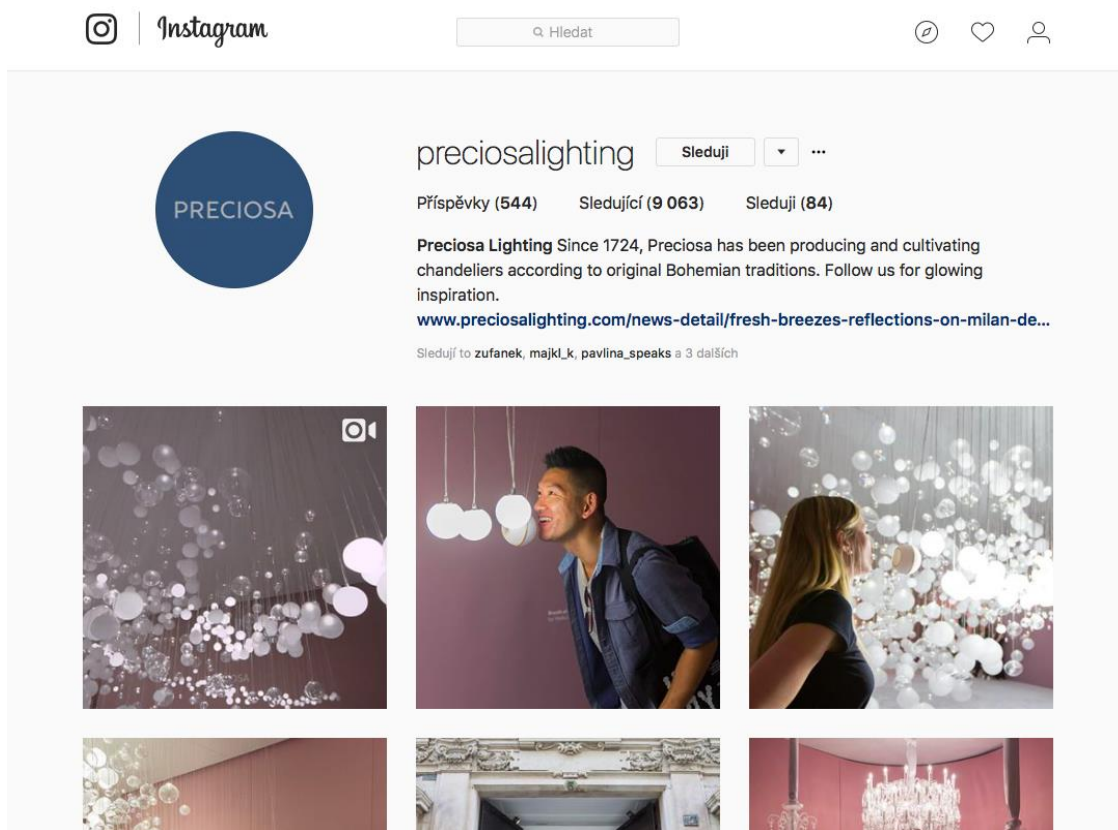 Instagram
Hledat
PRECIOSA
preciosalighting Sleduji ...
Příspěvky (544) Sledující (9 063) Sleduji (84)
Preciosa Lighting Since 1724, Preciosa has been producing and cultivating
chandeliers according to original Bohemian traditions. Follow us for glowing
inspiration.
www.preciosalighting.com/news-detail/fresh-breezes-reflections-on-milan-de...
Sledují to zufanek, majkl_k, pavlina_speaks a 3 dalších